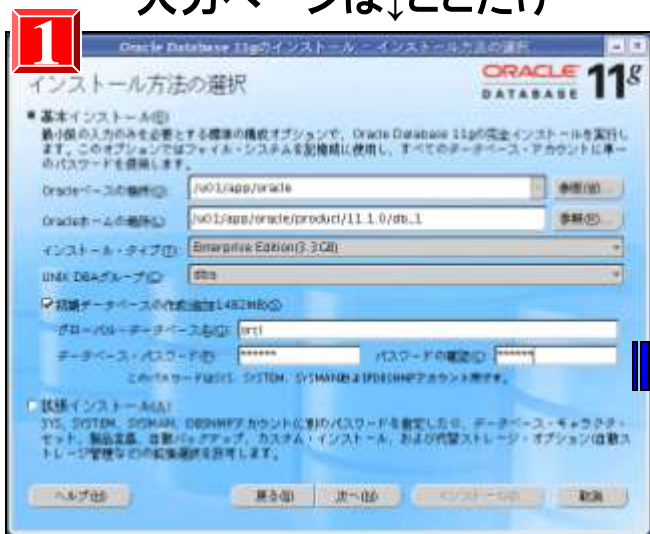 入力ページは↓ここだけ
1
Oracle Database 11gのインストール - インストール方法の選択
インストール方法の選択
ORACLE 11g
DATABASE
基本インストール(B)
最小限の入力のみを必要とする標準の構成オプションで、Oracle Database 11gの完全インストールを実行し
ます。このオプションではファイル・システムを記憶域に使用し、すべてのデータベース・アカウントに単一
のパスワードを使用します。
Oracleベースの場所(O): /u01/app/oracle 参照(W)...
Oracleホームの場所(L): /u01/app/oracle/product/11.1.0/db_1 参照(R)...
インストール・タイプ(T): Enterprise Edition(3.3GB)
UNIX DBAグループ(U): dba
初期データベースの作成(追加1482MB)(S)
グローバル・データベース名(G): orcl
データベース・パスワード(P): ****** パスワードの確認(C): ******
このパスワードはSYS、SYSTEM、SYSMANおよびDBSNMPアカウント用です。
拡張インストール(A)
SYS、SYSTEM、SYSMAN、DBSNMPアカウントに別のパスワードを指定したり、データベース・キャラクタ・
セット、製品言語、自動バックアップ、カスタム・インストール、および代替ストレージ・オプション(自動ス
トレージ管理など)の拡張選択を許可します。
ヘルプ(H) 戻る(B) 次へ(N) インストール(I) 取消